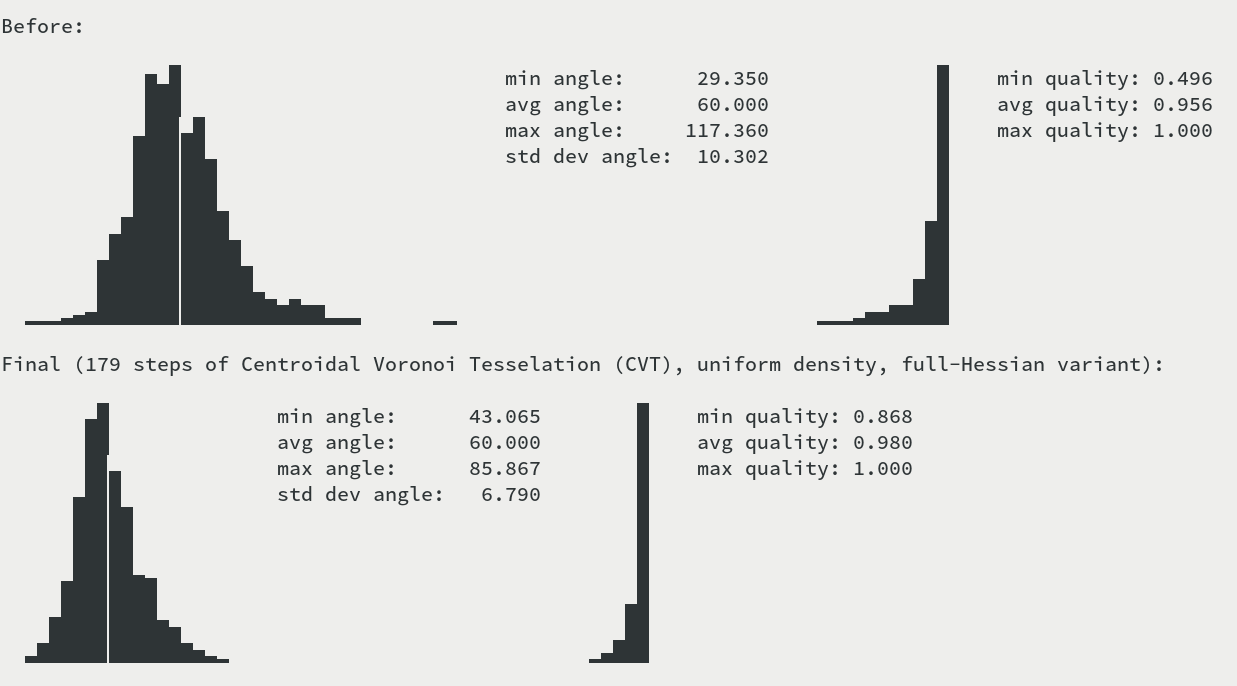 Before:
min angle: 29.350
avg angle: 60.000
max angle: 117.360
std dev angle: 10.302
min quality: 0.496
avg quality: 0.956
max quality: 1.000
Final (179 steps of Centroidal Voronoi Tesselation (CVT), uniform density, full-Hessian variant):
min angle: 43.065
avg angle: 60.000
max angle: 85.867
std dev angle: 6.790
min quality: 0.868
avg quality: 0.980
max quality: 1.000